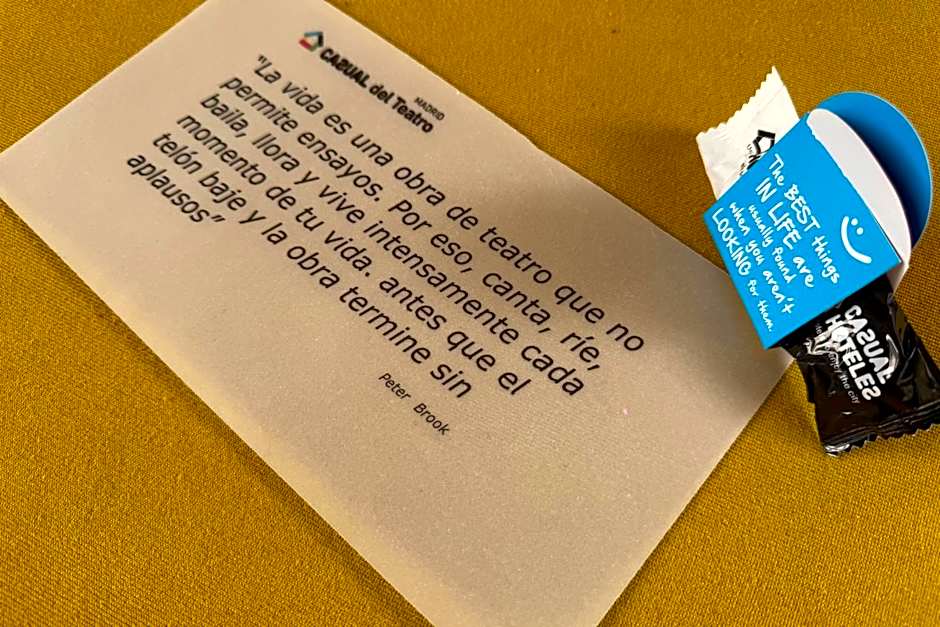 CASUAL del Teatro
MADRID
"La vida es una obra de teatro que no
permite ensayos. Por eso, canta, ríe,
baila, llora y vive intensamente cada
momento de tu vida. antes que el
telón baje y la obra termine sin
aplausos"
Peter Brook
The BEST things
IN LIFE are
usually found
when you aren't
LOOKING for them.
CASUAL
HOTELES
the city